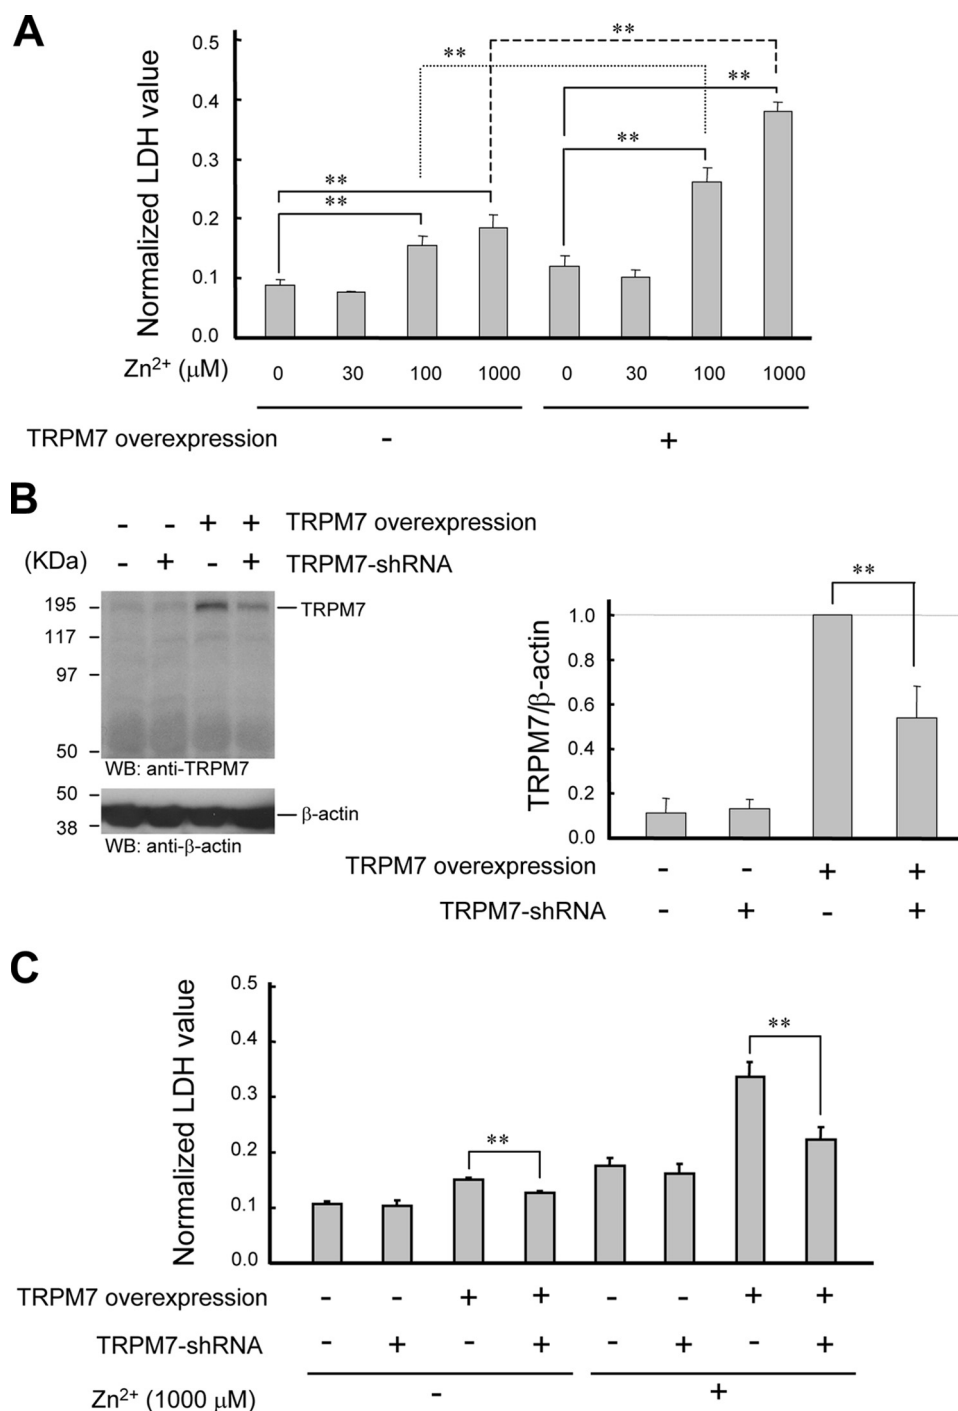 A
Normalized LDH value
0.5
0.4
0.3
0.2
0.1
0.0
**
**
**
**
**
**
Zn²⁺ (μM) 0 30 100 1000 0 30 100 1000
TRPM7 overexpression - +
B
- - + + TRPM7 overexpression
(KDa) - + - + TRPM7-shRNA
195
117
97
50
TRPM7
WB: anti-TRPM7
50
38
β-actin
WB: anti-β-actin
TRPM7/β-actin
1.0
0.8
0.6
0.4
0.2
0.0
**
TRPM7 overexpression - - + +
TRPM7-shRNA - + - +
C
Normalized LDH value
0.5
0.4
0.3
0.2
0.1
0.0
**
**
TRPM7 overexpression - - + + - - + +
TRPM7-shRNA - + - + - + - +
Zn²⁺ (1000 μM) - +